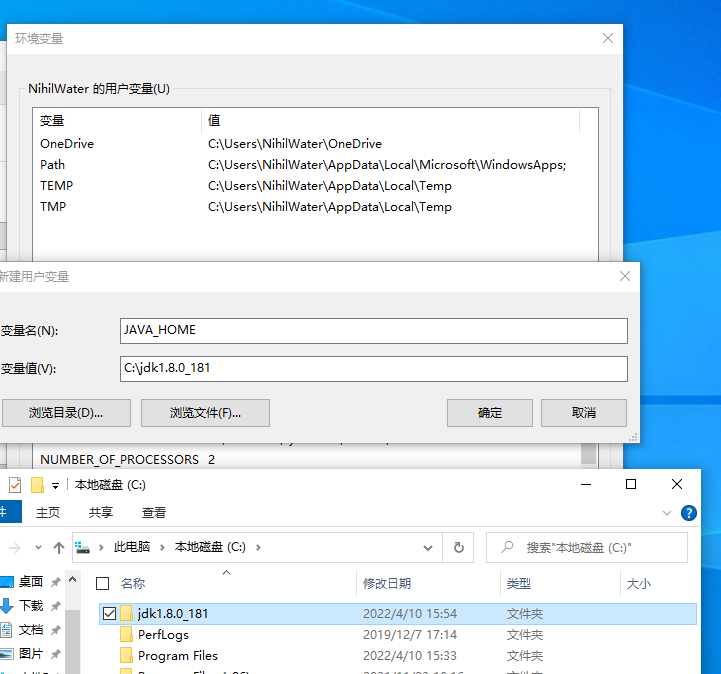 环境变量
NihilWater 的用户变量(U)
变量 值
OneDrive C:\Users\NihilWater\OneDrive
Path C:\Users\NihilWater\AppData\Local\Microsoft\WindowsApps;
TEMP C:\Users\NihilWater\AppData\Local\Temp
TMP C:\Users\NihilWater\AppData\Local\Temp
新建用户变量
变量名(N): JAVA_HOME
变量值(V): C:\jdk1.8.0_181
浏览目录(D)... 浏览文件(F)... 确定 取消
NUMBER_OF_PROCESSORS 2
本地磁盘 (C:)
主页 共享 查看
此电脑 本地磁盘 (C:) 搜索"本地磁盘 (C:)"
桌面 名称 修改日期 类型 大小
下载 jdk1.8.0_181 2022/4/10 15:54 文件夹
文档 PerfLogs 2019/12/7 17:14 文件夹
图片 Program Files 2022/4/10 15:33 文件夹